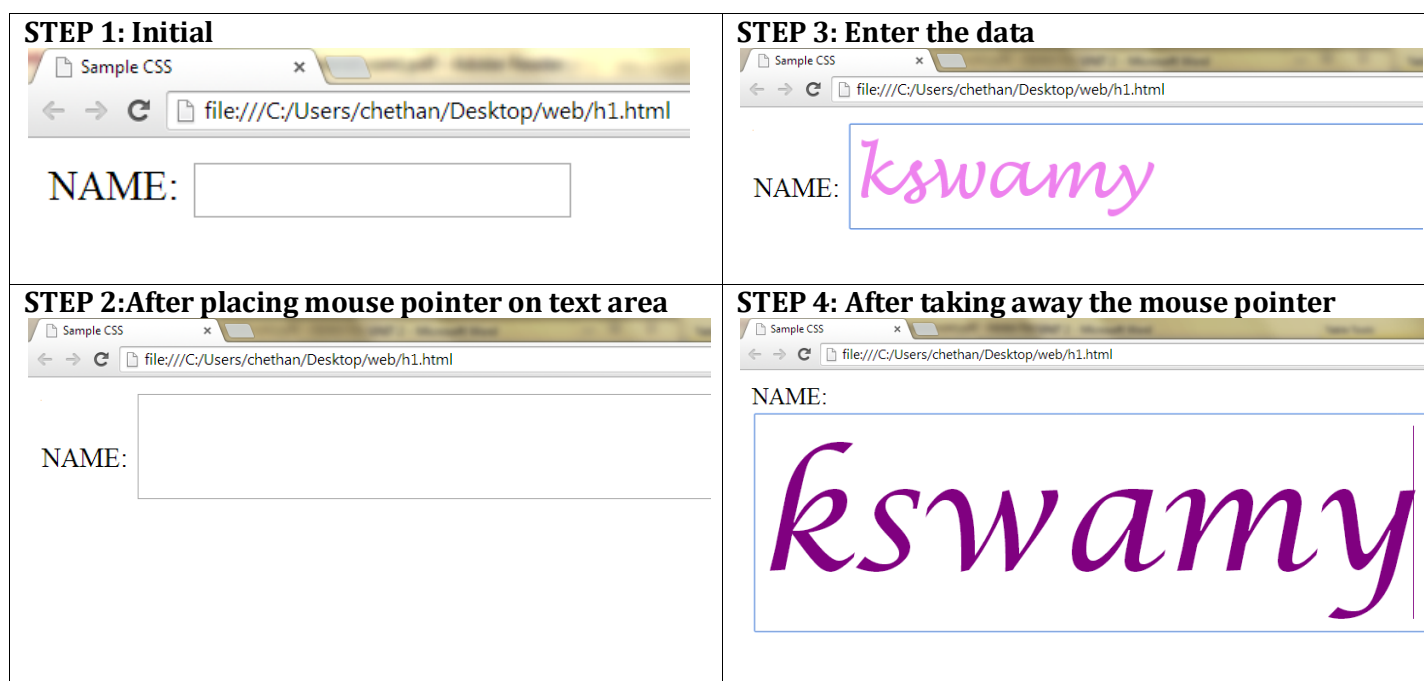 STEP 1: Initial
Sample CSS
file:///C:/Users/chethan/Desktop/web/h1.html
NAME:
STEP 2:After placing mouse pointer on text area
Sample CSS
file:///C:/Users/chethan/Desktop/web/h1.html
NAME:
STEP 3: Enter the data
Sample CSS
file:///C:/Users/chethan/Desktop/web/h1.html
NAME: kswamy
STEP 4: After taking away the mouse pointer
Sample CSS
file:///C:/Users/chethan/Desktop/web/h1.html
NAME:
kswamy